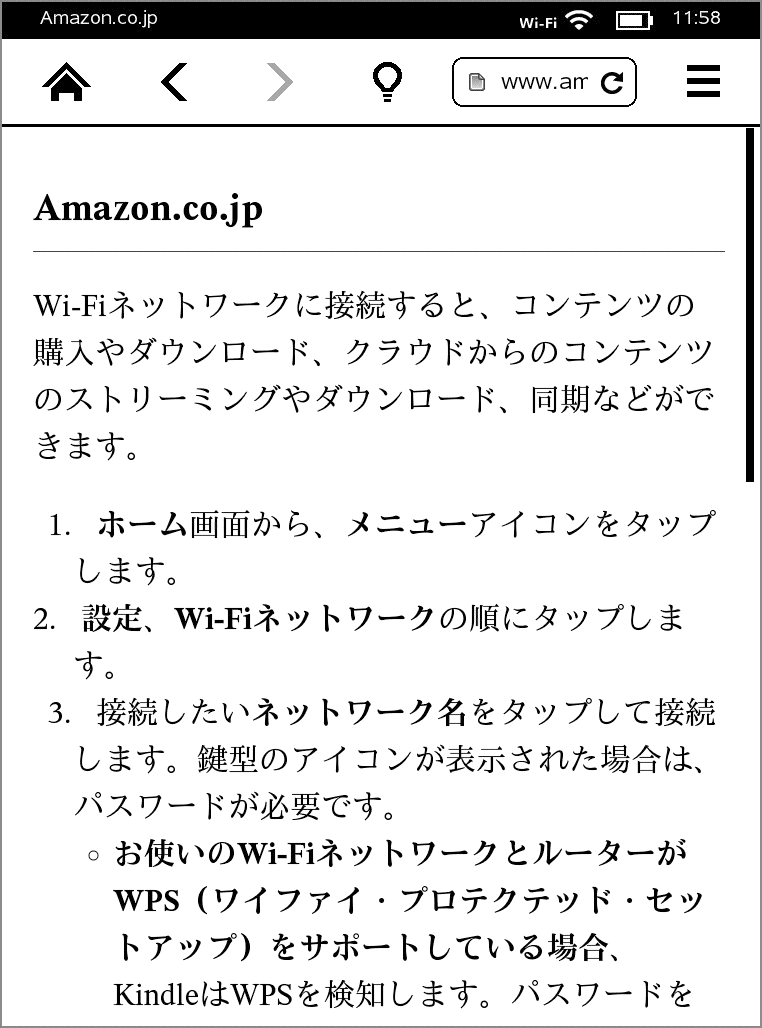 Amazon.co.jp Wi-Fi 11:58
www.am
Amazon.co.jp
Wi-Fiネットワークに接続すると、コンテンツの
購入やダウンロード、クラウドからのコンテンツ
のストリーミングやダウンロード、同期などがで
きます。
1. ホーム画面から、メニューアイコンをタップ
します。
2. 設定、Wi-Fiネットワークの順にタップしま
す。
3. 接続したいネットワーク名をタップして接続
します。鍵型のアイコンが表示された場合は、
パスワードが必要です。
○ お使いのWi-Fiネットワークとルーターが
WPS（ワイファイ・プロテクテッド・セッ
トアップ）をサポートしている場合、
KindleはWPSを検知します。パスワードを